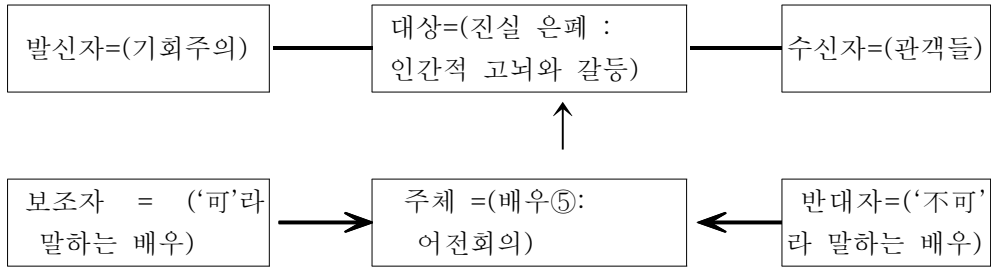 발신자=(기회주의)
대상=(진실 은폐 :
인간적 고뇌와 갈등)
수신자=(관객들)
보조자 = (‘可’라
말하는 배우)
주체 =(배우⑤:
어전회의)
반대자=(‘不可’
라 말하는 배우)